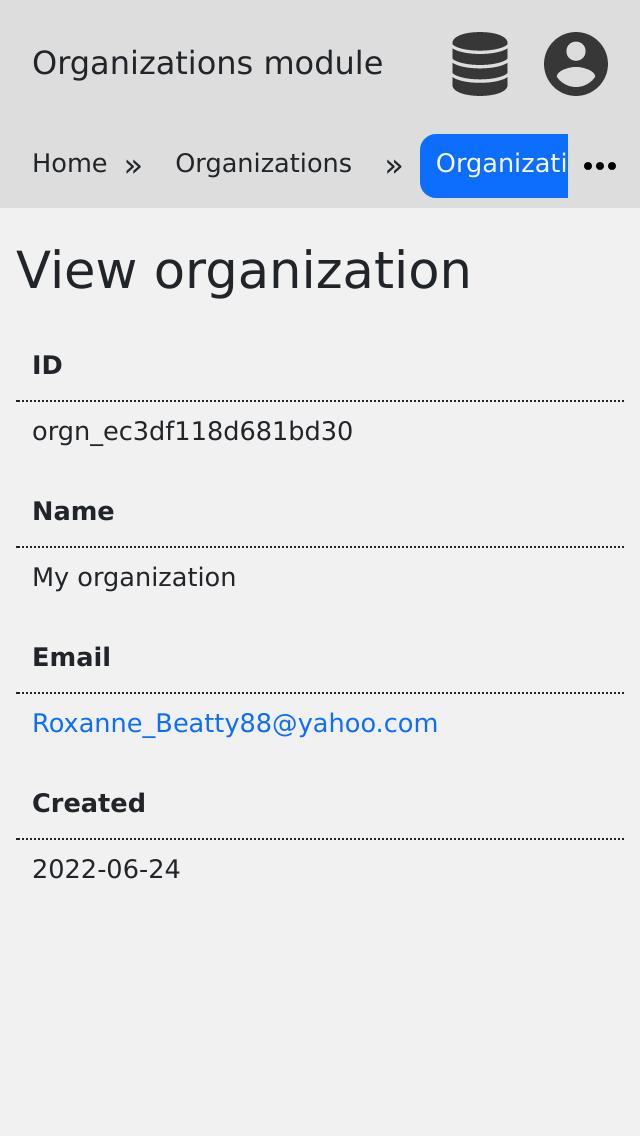 Organizations module
Home » Organizations » Organizati •••
View organization
ID
orgn_ec3df118d681bd30
Name
My organization
Email
Roxanne_Beatty88@yahoo.com
Created
2022-06-24